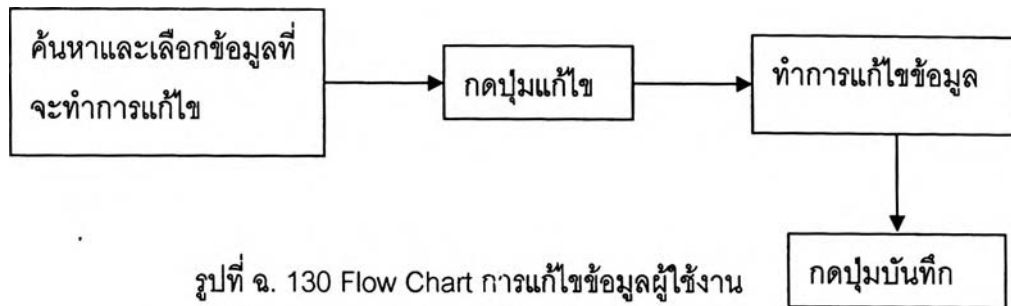 ค้นหาและเลือกข้อมูลที่
จะทำการแก้ไข
กดปุ่มแก้ไข
ทำการแก้ไขข้อมูล
กดปุ่มบันทึก
รูปที่ ฉ. 130 Flow Chart การแก้ไขข้อมูลผู้ใช้งาน